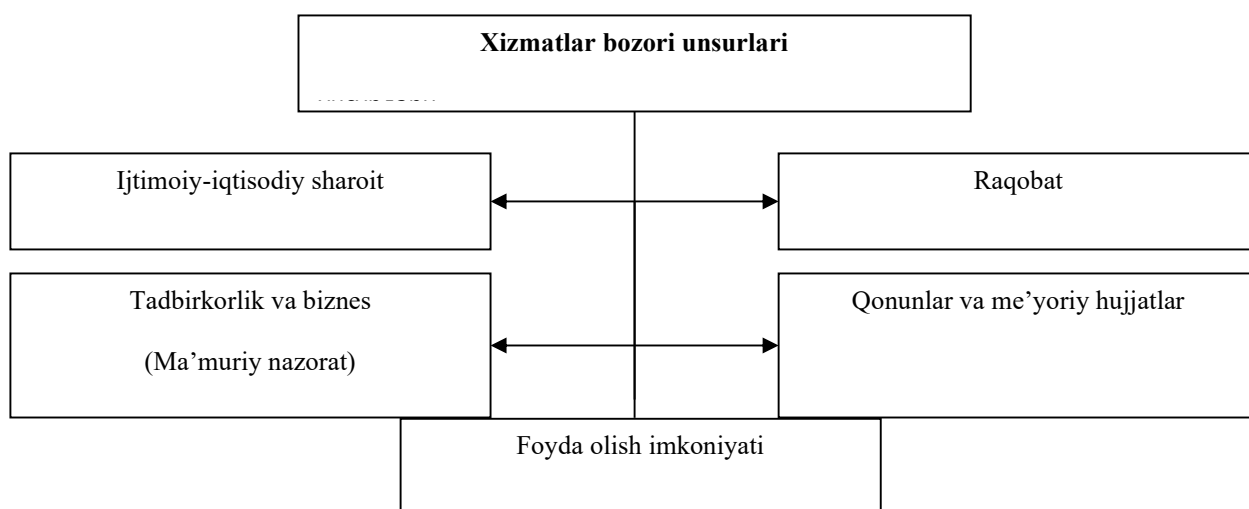 Xizmatlar bozori unsurlari
Ijtimoiy-iqtisodiy sharoit
Raqobat
Tadbirkorlik va biznes
(Ma’muriy nazorat)
Qonunlar va me’yoriy hujjatlar
Foyda olish imkoniyati